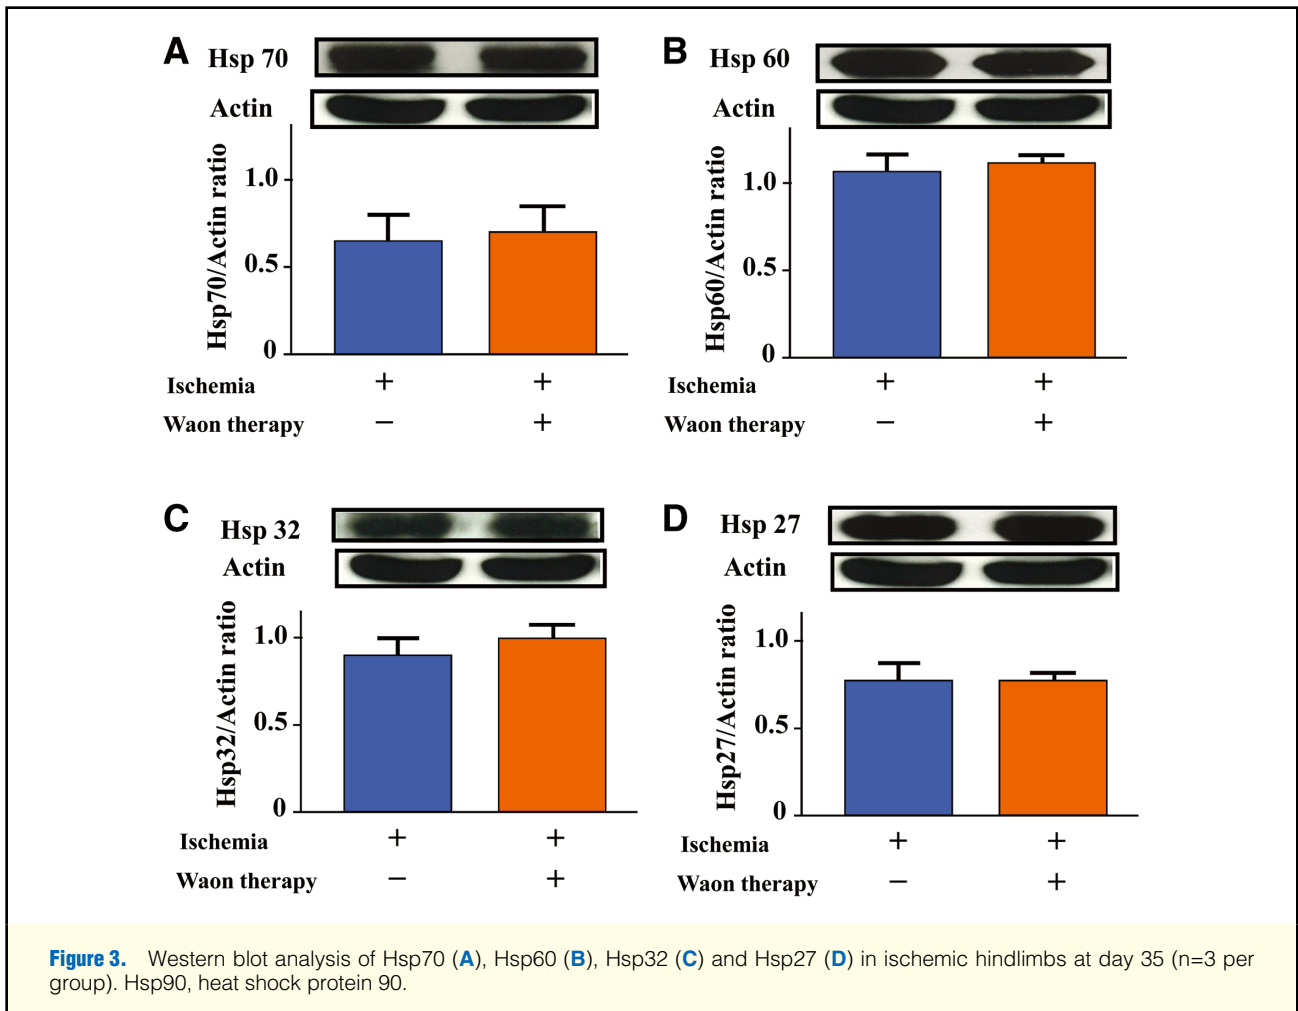 A
Hsp 70
Actin
Hsp70/Actin ratio
1.0
0.5
0
Ischemia + +
Waon therapy − +
B
Hsp 60
Actin
Hsp60/Actin ratio
1.0
0.5
0
Ischemia + +
Waon therapy − +
C
Hsp 32
Actin
Hsp32/Actin ratio
1.0
0.5
0
Ischemia + +
Waon therapy − +
D
Hsp 27
Actin
Hsp27/Actin ratio
1.0
0.5
0
Ischemia + +
Waon therapy − +
Figure 3. Western blot analysis of Hsp70 (A), Hsp60 (B), Hsp32 (C) and Hsp27 (D) in ischemic hindlimbs at day 35 (n=3 per
group). Hsp90, heat shock protein 90.